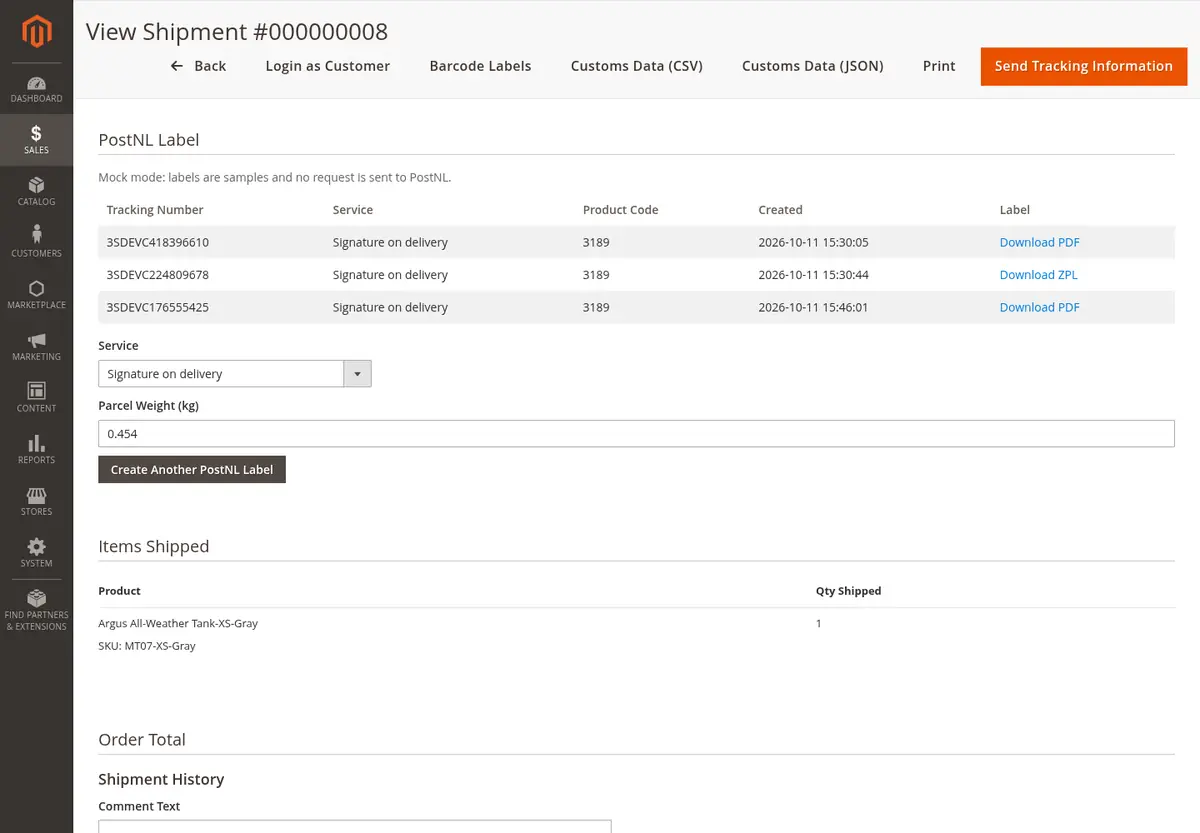 View Shipment #000000008
← Back Login as Customer Barcode Labels Customs Data (CSV) Customs Data (JSON) Print Send Tracking Information
DASHBOARD
SALES
CATALOG
CUSTOMERS
MARKETPLACE
MARKETING
CONTENT
REPORTS
STORES
SYSTEM
FIND PARTNERS
& EXTENSIONS
PostNL Label
Mock mode: labels are samples and no request is sent to PostNL.
Tracking Number Service Product Code Created Label
3SDEVC418396610 Signature on delivery 3189 2026-10-11 15:30:05 Download PDF
3SDEVC224809678 Signature on delivery 3189 2026-10-11 15:30:44 Download ZPL
3SDEVC176555425 Signature on delivery 3189 2026-10-11 15:46:01 Download PDF
Service
Signature on delivery
Parcel Weight (kg)
0.454
Create Another PostNL Label
Items Shipped
Product Qty Shipped
Argus All-Weather Tank-XS-Gray 1
SKU: MT07-XS-Gray
Order Total
Shipment History
Comment Text